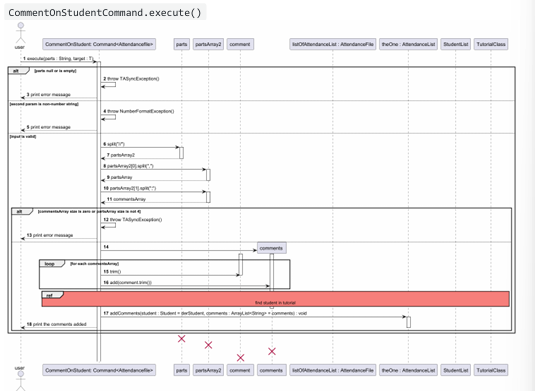 CommentOnStudentCommand.execute()
user
CommentOnStudent: Command<Attendancefile>
parts
partsArray2
comment
listOfAttendanceFile : AttendanceFile
theOne : AttendanceList
StudentList
TutorialClass
1 execute(parts : String, target : T)
alt [parts null or is empty]
2 throw TASyncException()
3 print error message
[second param is non-number string]
4 throw NumberFormatException()
5 print error message
[input is valid]
6
7 partsArray2
8 partsArray2[0].split(",")
9 partsArray
10 partsArray2[1].split(";")
11 commentsArray
alt [commentsArray size is zero or partsArray size is not 4]
12 throw TASyncException()
13 print error message
14
comments
loop [for each commentsArray]
15 trim()
16 add(comment.trim())
ref
find student in tutorial
17 addComments(student : Student = theStudent, comments : ArrayList<String> = comments) : void
18 print the comments added
user
CommentOnStudent: Command<Attendancefile>
parts
partsArray2
comment
comments
listOfAttendanceFile : AttendanceFile
theOne : AttendanceList
StudentList
TutorialClass